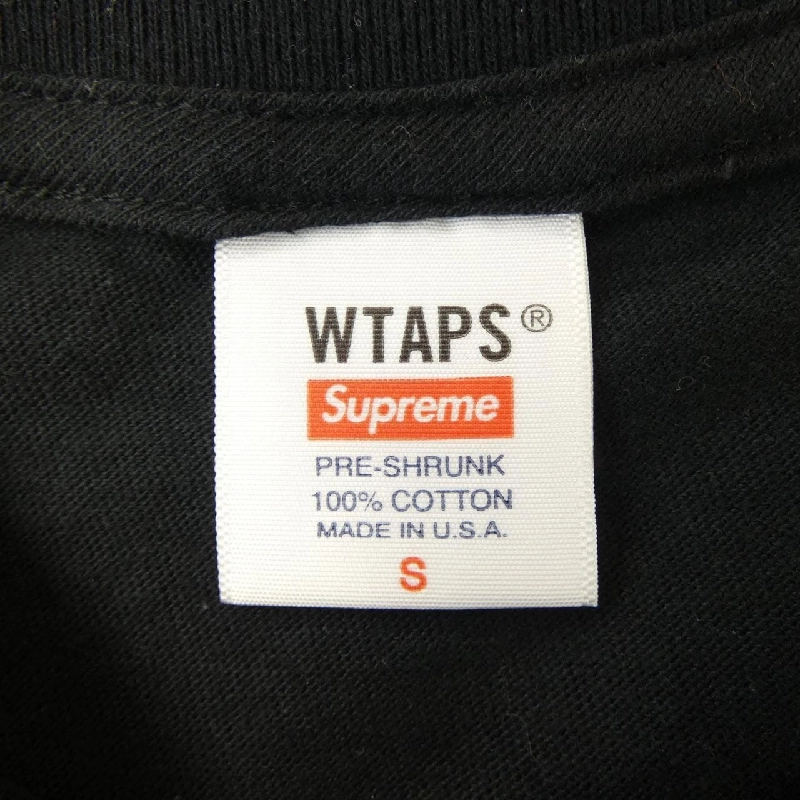 WTAPS®
Supreme
PRE-SHRUNK
100% COTTON
MADE IN U.S.A.
S